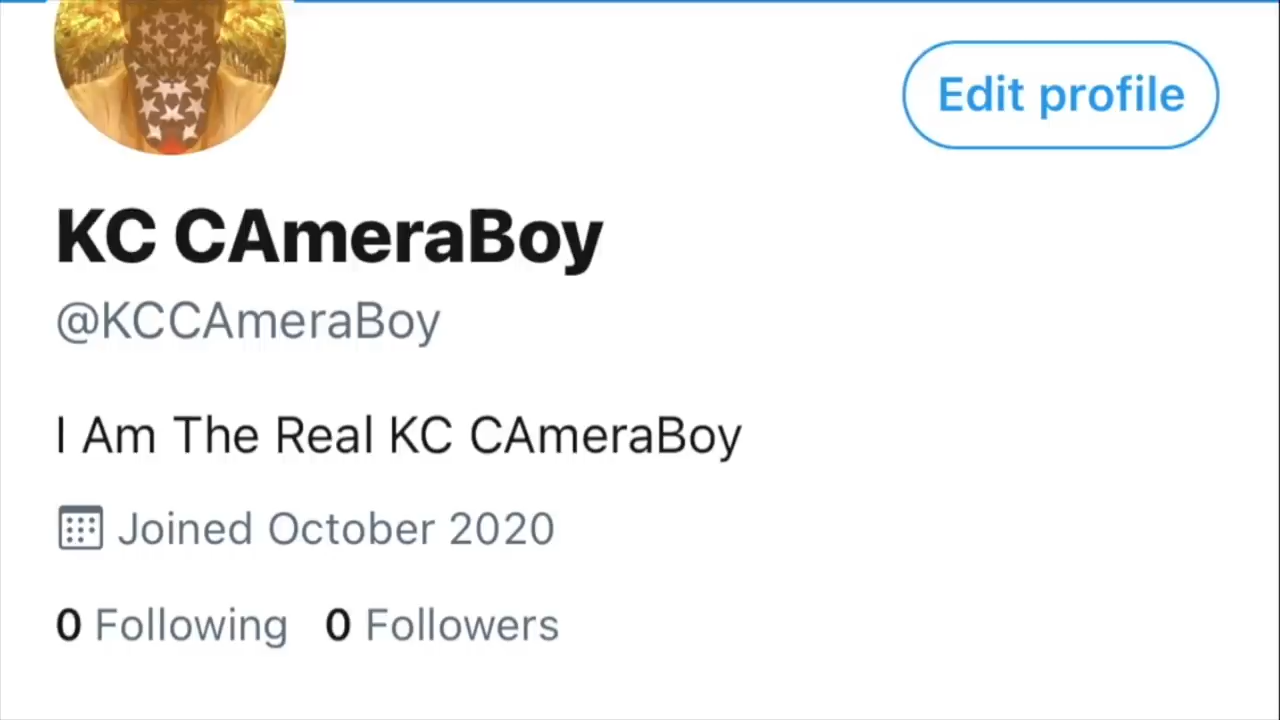 Edit profile
KC CAmeraBoy
@KCCAmeraBoy
I Am The Real KC CAmeraBoy
Joined October 2020
0 Following 0 Followers